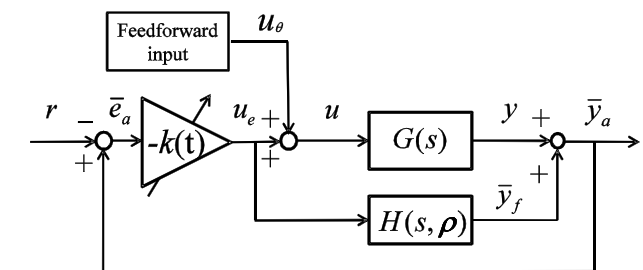 Feedforward
input
u_θ
r
−
ē_a
-k(t)
u_e
+
u
G(s)
y
+
ȳ_a
+
+
+
ȳ_f
H(s, ρ)